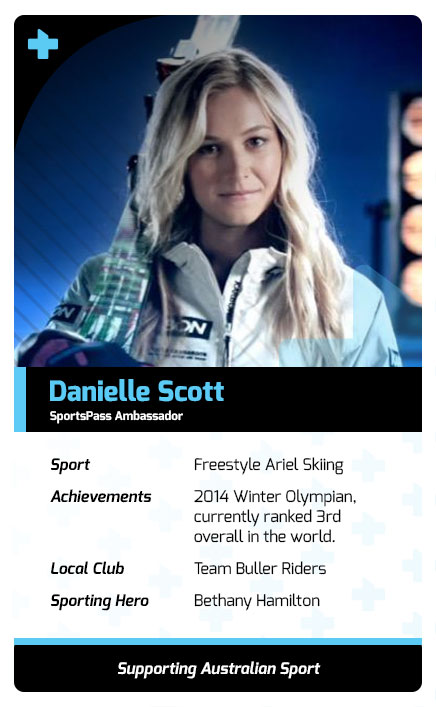 Danielle Scott
SportsPass Ambassador
Sport Freestyle Ariel Skiing
Achievements 2014 Winter Olympian,
currently ranked 3rd
overall in the world.
Local Club Team Buller Riders
Sporting Hero Bethany Hamilton
Supporting Australian Sport